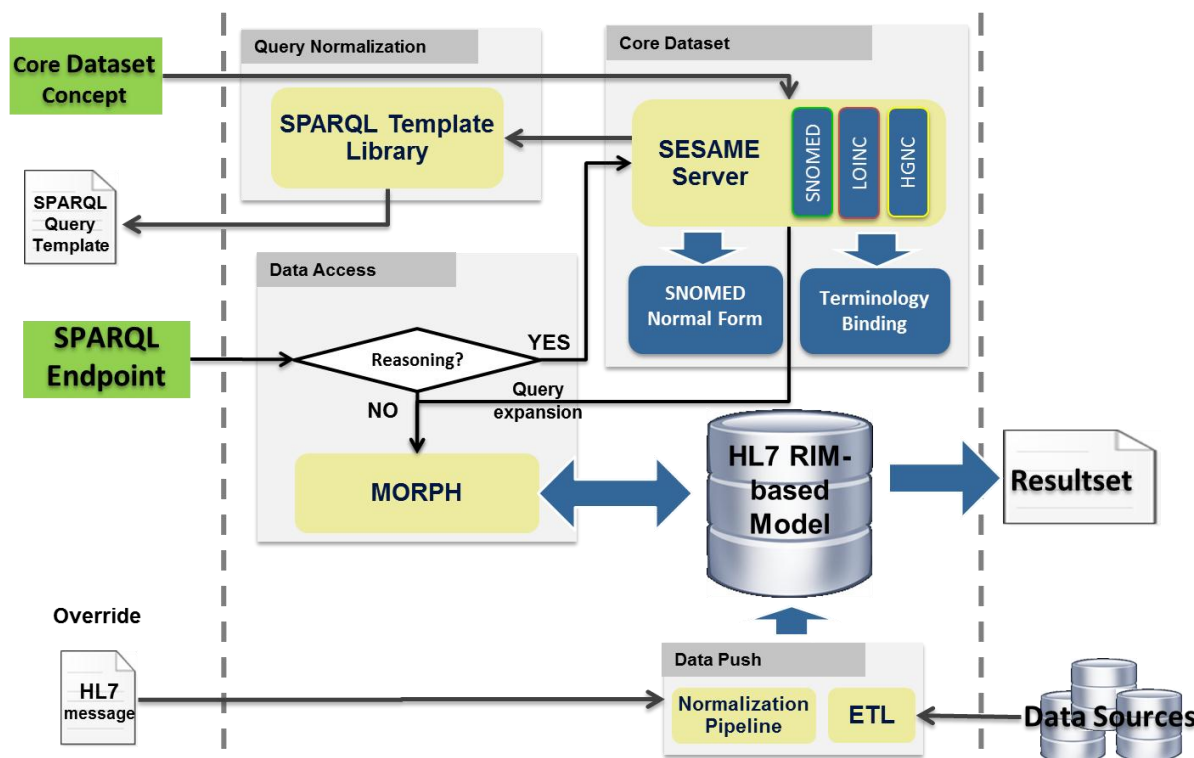 Query Normalization
Core Dataset
Core Dataset
Concept
SPARQL Template
Library
SESAME
Server
SNOMED
LOINC
HGNC
SPARQL
Query
Template
Data Access
SNOMED
Normal Form
Terminology
Binding
SPARQL
Endpoint
Reasoning?
YES
NO
Query
expansion
MORPH
HL7 RIM-
based
Model
Resultset
Override
HL7
message
Data Push
Normalization
Pipeline
ETL
Data Sources